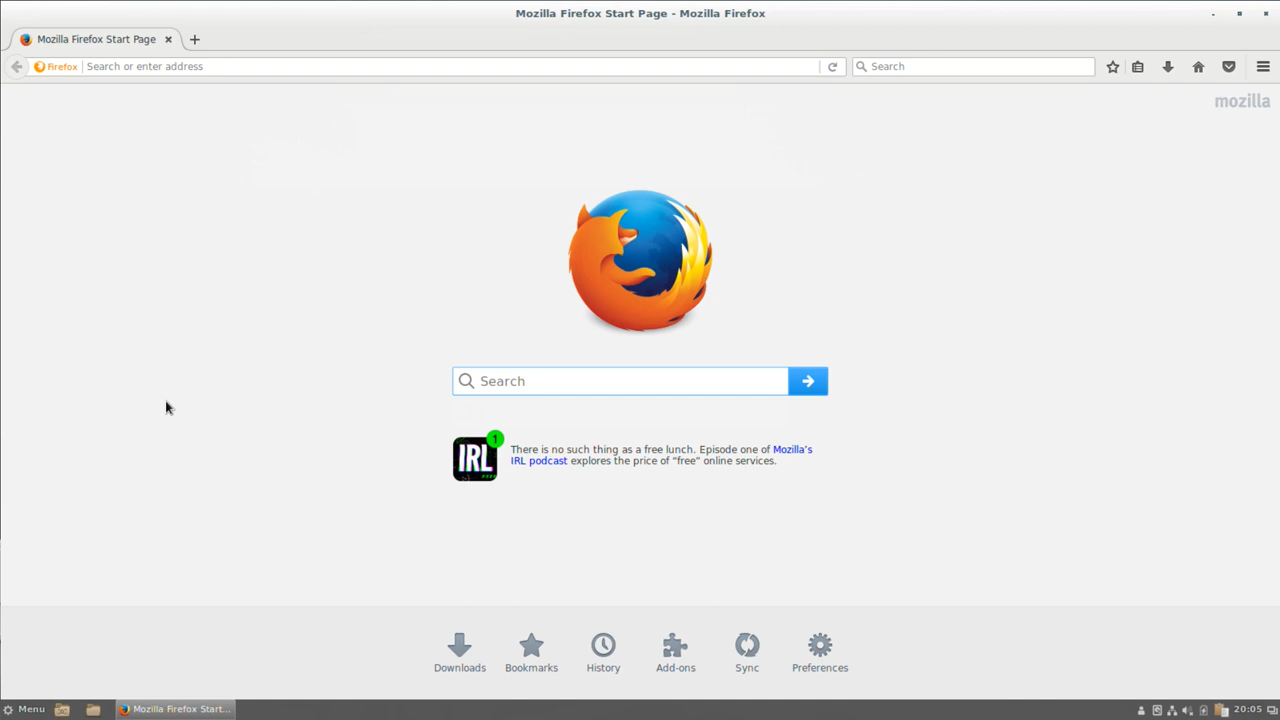 Mozilla Firefox Start Page - Mozilla Firefox
Mozilla Firefox Start Page
Firefox
Search or enter address
Search
mozilla
Search
1
IRL
There is no such thing as a free lunch. Episode one of Mozilla's
IRL podcast explores the price of "free" online services.
Downloads
Bookmarks
History
Add-ons
Sync
Preferences
Menu
Mozilla Firefox Start...
20:05